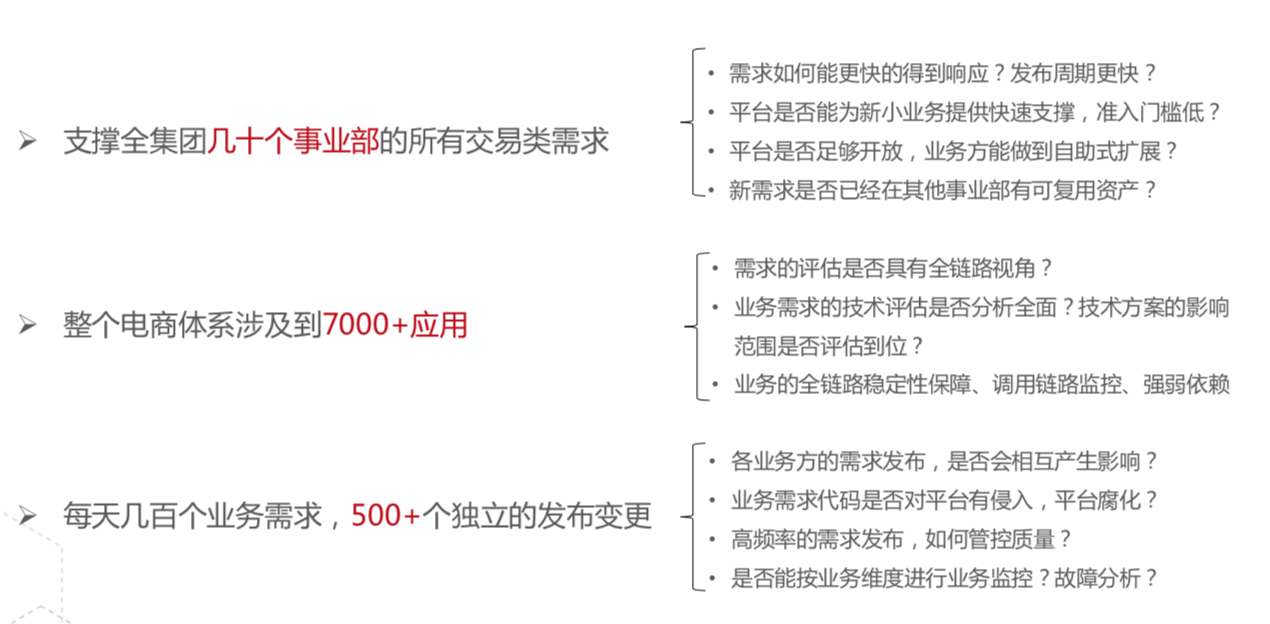 支撑全集团几十个事业部的所有交易类需求
• 需求如何能更快的得到响应？发布周期更快？
• 平台是否能为新小业务提供快速支撑，准入门槛低？
• 平台是否足够开放，业务方能做到自助式扩展？
• 新需求是否已经在其他事业部有可复用资产？
整个电商体系涉及到7000+应用
• 需求的评估是否具有全链路视角？
• 业务需求的技术评估是否分析全面？技术方案的影响
范围是否评估到位？
• 业务的全链路稳定性保障、调用链路监控、强弱依赖
每天几百个业务需求，500+个独立的发布变更
• 各业务方的需求发布，是否会相互产生影响？
• 业务需求代码是否对平台有侵入，平台腐化？
• 高频率的需求发布，如何管控质量？
• 是否能按业务维度进行业务监控？故障分析？